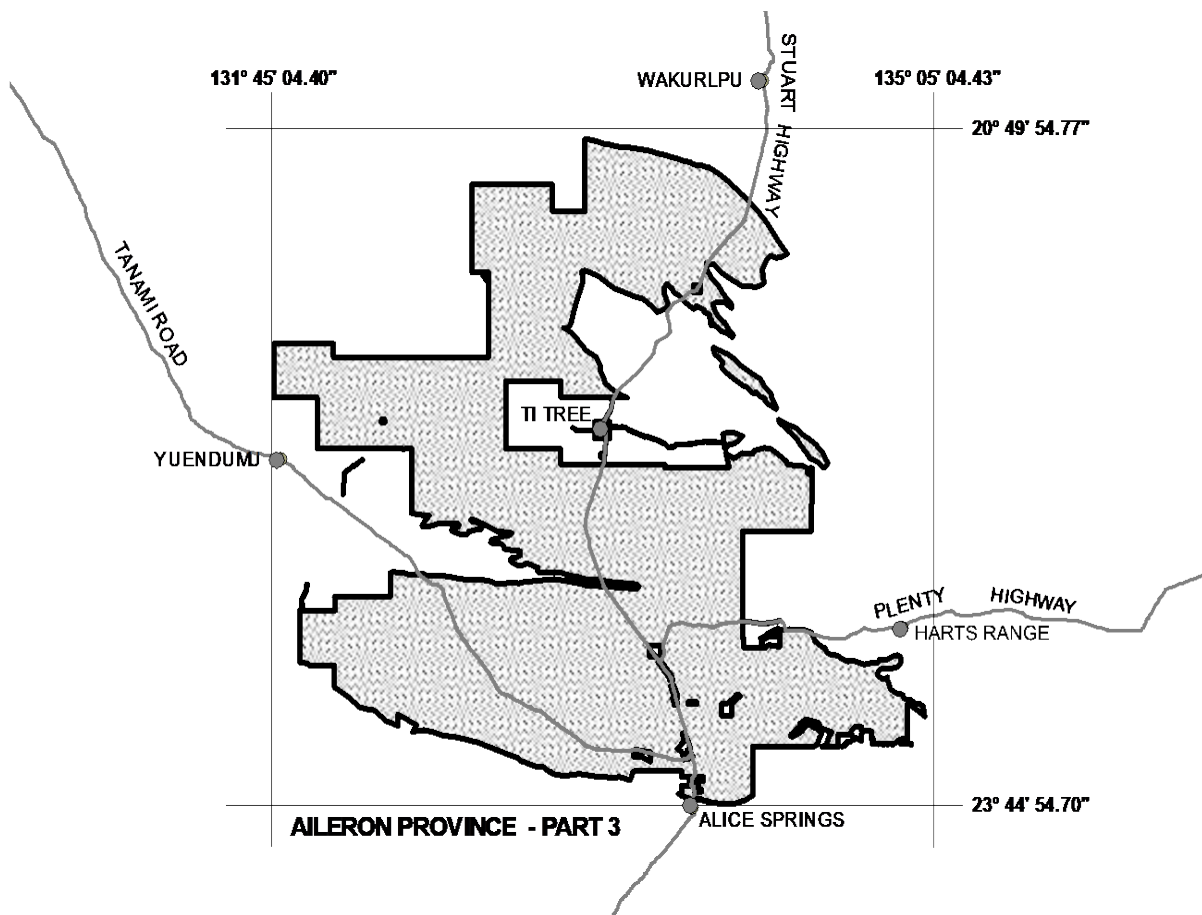 131° 45' 04.40"
WAKURLPU
STUART HIGHWAY
135° 05' 04.43"
20° 49' 54.77"
TANAMI ROAD
TI TREE
YUENDUMU
PLENTY HIGHWAY
HARTS RANGE
23° 44' 54.70"
ALICE SPRINGS
AILERON PROVINCE - PART 3